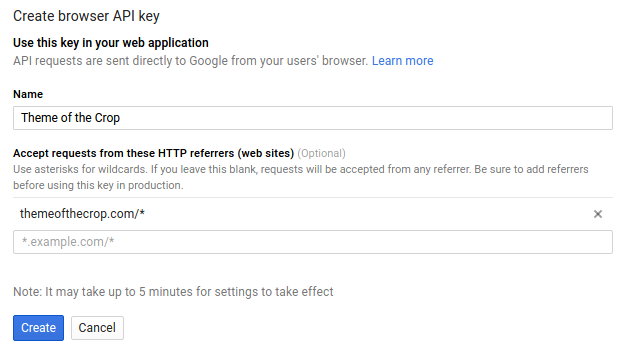 Create browser API key
Use this key in your web application
API requests are sent directly to Google from your users' browser. Learn more
Name
Theme of the Crop
Accept requests from these HTTP referrers (web sites) (Optional)
Use asterisks for wildcards. If you leave this blank, requests will be accepted from any referrer. Be sure to add referrers
before using this key in production.
themeofthecrop.com/*
*.example.com/*
Note: It may take up to 5 minutes for settings to take effect
Create Cancel